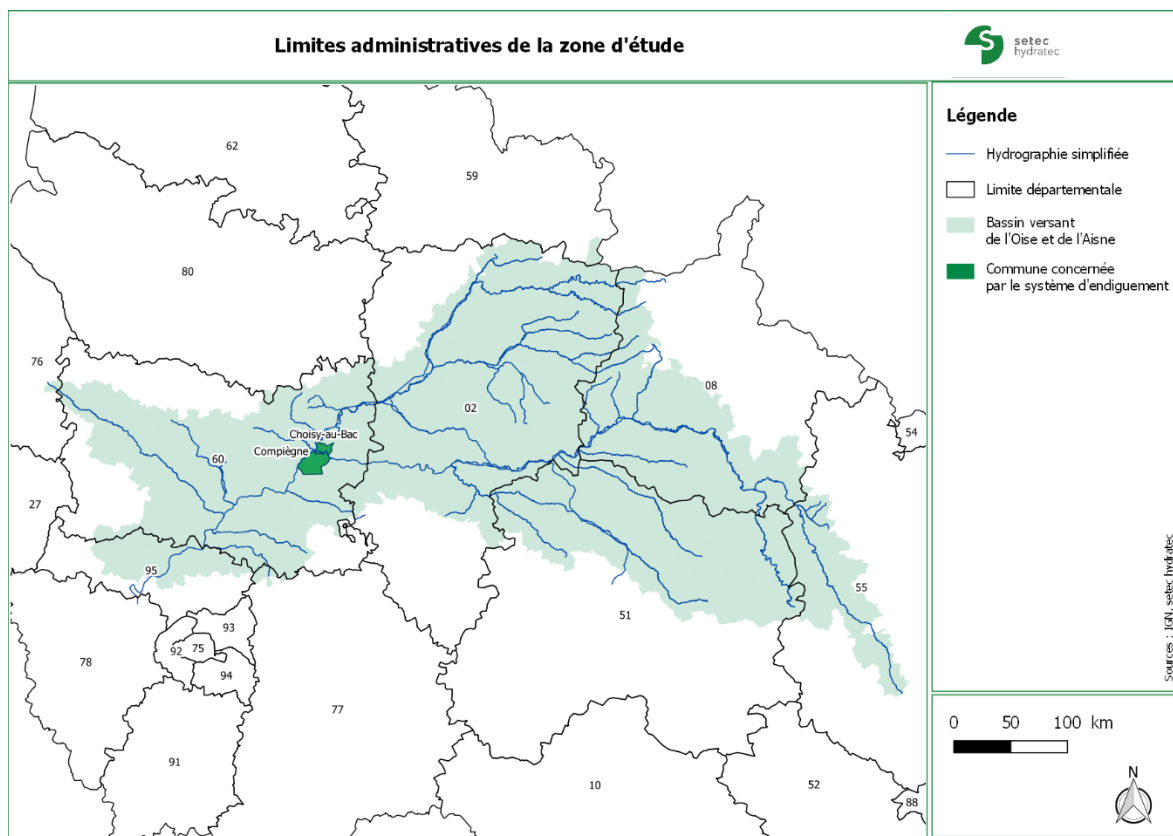 Limites administratives de la zone d'étude
setec
hydratec
62
59
80
76
08
02
54
Choisy-au-Bac
Compiègne
60
27
95
55
51
93
92
75
78
94
77
91
10
52
88
Légende
Hydrographie simplifiée
Limite départementale
Bassin versant
de l'Oise et de l'Aisne
Commune concernée
par le système d'endiguement
Sources : IGN, setec hydratec
0 50 100 km
N